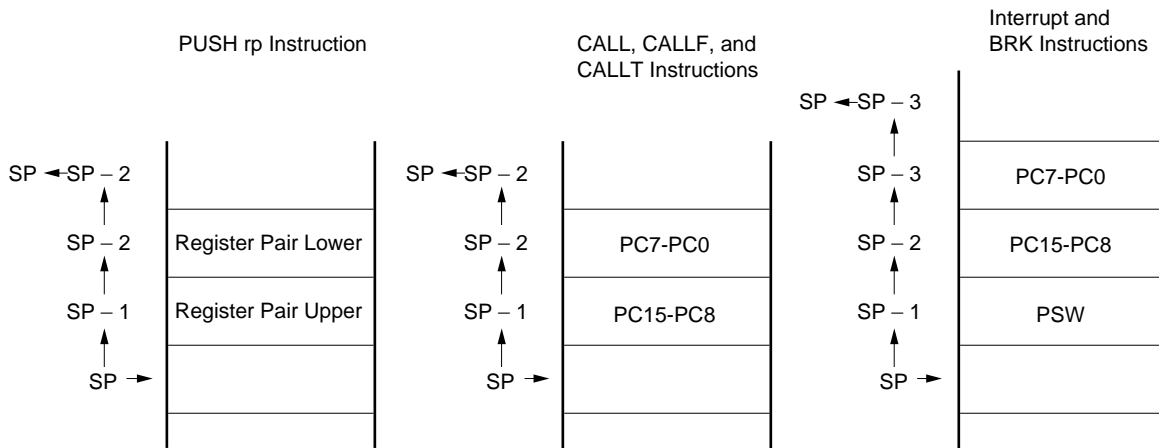 PUSH rp Instruction
SP SP – 2
SP – 2 Register Pair Lower
SP – 1 Register Pair Upper
SP
CALL, CALLF, and
CALLT Instructions
SP SP – 2
SP – 2 PC7-PC0
SP – 1 PC15-PC8
SP
Interrupt and
BRK Instructions
SP SP – 3
SP – 3 PC7-PC0
SP – 2 PC15-PC8
SP – 1 PSW
SP